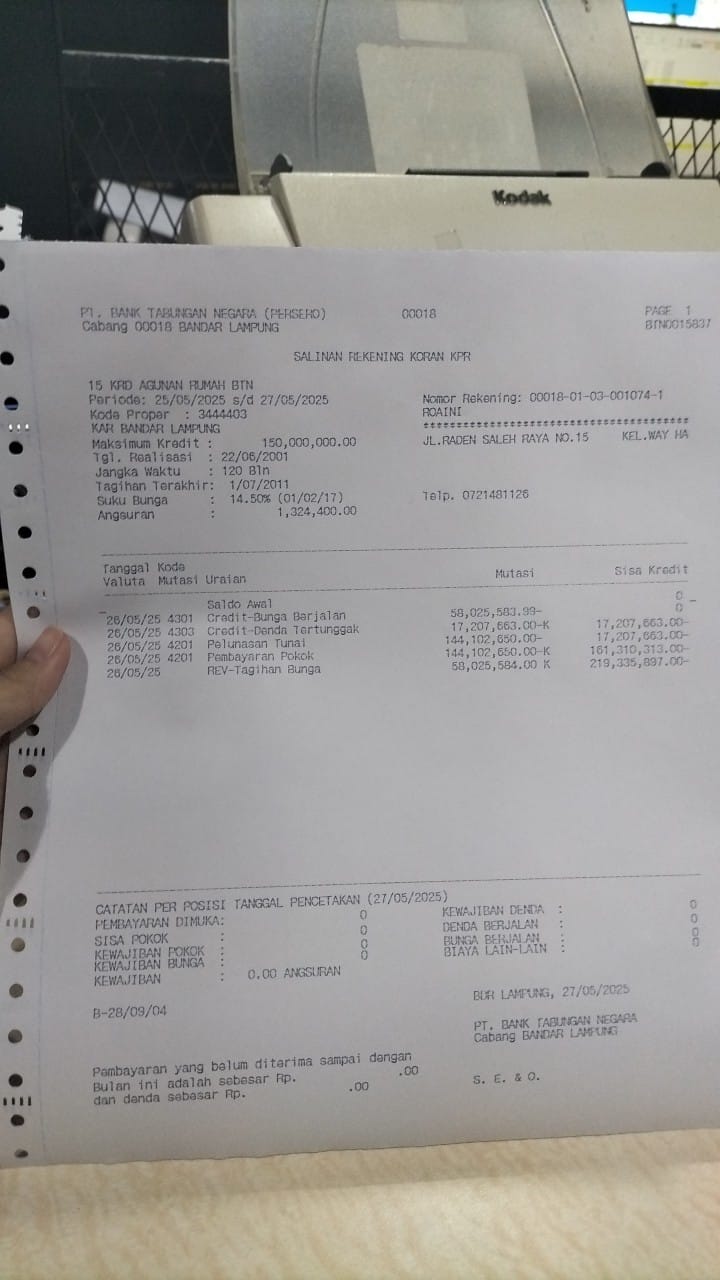 Kodak
PT. BANK TABUNGAN NEGARA (PERSERO) 00018 PAGE 1
Cabang 00018 BANDAR LAMPUNG BTN0015837
SALINAN REKENING KORAN KPR
15 KRD AGUNAN RUMAH BTN
Periode: 25/05/2025 s/d 27/05/2025 Nomor Rekening: 00018-01-03-001074-1
Kode Proper : 3444403 ROAINI
KAR BANDAR LAMPUNG ****************************************
Maksimum Kredit : 150,000,000.00 JL.RADEN SALEH RAYA NO.15 KEL.WAY HA
Tgl. Realisasi : 22/06/2001
Jangka Waktu : 120 Bln
Tagihan Terakhir: 1/07/2011
Suku Bunga : 14.50% (01/02/17) Telp. 0721481126
Angsuran : 1,324,400.00
Tanggal Kode
Valuta Mutasi Uraian Mutasi Sisa Kredit
Saldo Awal 0
26/05/25 4301 Credit-Bunga Berjalan 58,025,583.99- 0
26/05/25 4303 Credit-Denda Tertunggak 17,207,663.00-K 17,207,663.00-
26/05/25 4201 Pelunasan Tunai 144,102,650.00- 17,207,663.00-
26/05/25 4201 Pembayaran Pokok 144,102,650.00-K 161,310,313.00-
26/05/25 REV-Tagihan Bunga 58,025,584.00 K 219,335,897.00-
CATATAN PER POSISI TANGGAL PENCETAKAN (27/05/2025)
PEMBAYARAN DIMUKA: 0 KEWAJIBAN DENDA : 0
SISA POKOK : 0 DENDA BERJALAN : 0
KEWAJIBAN POKOK : 0 BUNGA BERJALAN : 0
KEWAJIBAN BUNGA : 0 BIAYA LAIN-LAIN : 0
KEWAJIBAN : 0.00 ANGSURAN
BDR LAMPUNG, 27/05/2025
B-28/09/04
PT. BANK TABUNGAN NEGARA
Cabang BANDAR LAMPUNG
Pembayaran yang belum diterima sampai dengan
Bulan ini adalah sebesar Rp. .00
dan denda sebesar Rp. .00
S. E. & O.